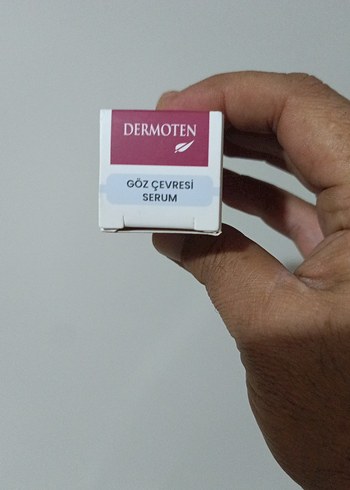 DERMOTEN
GÖZ ÇEVRESİ
SERUM